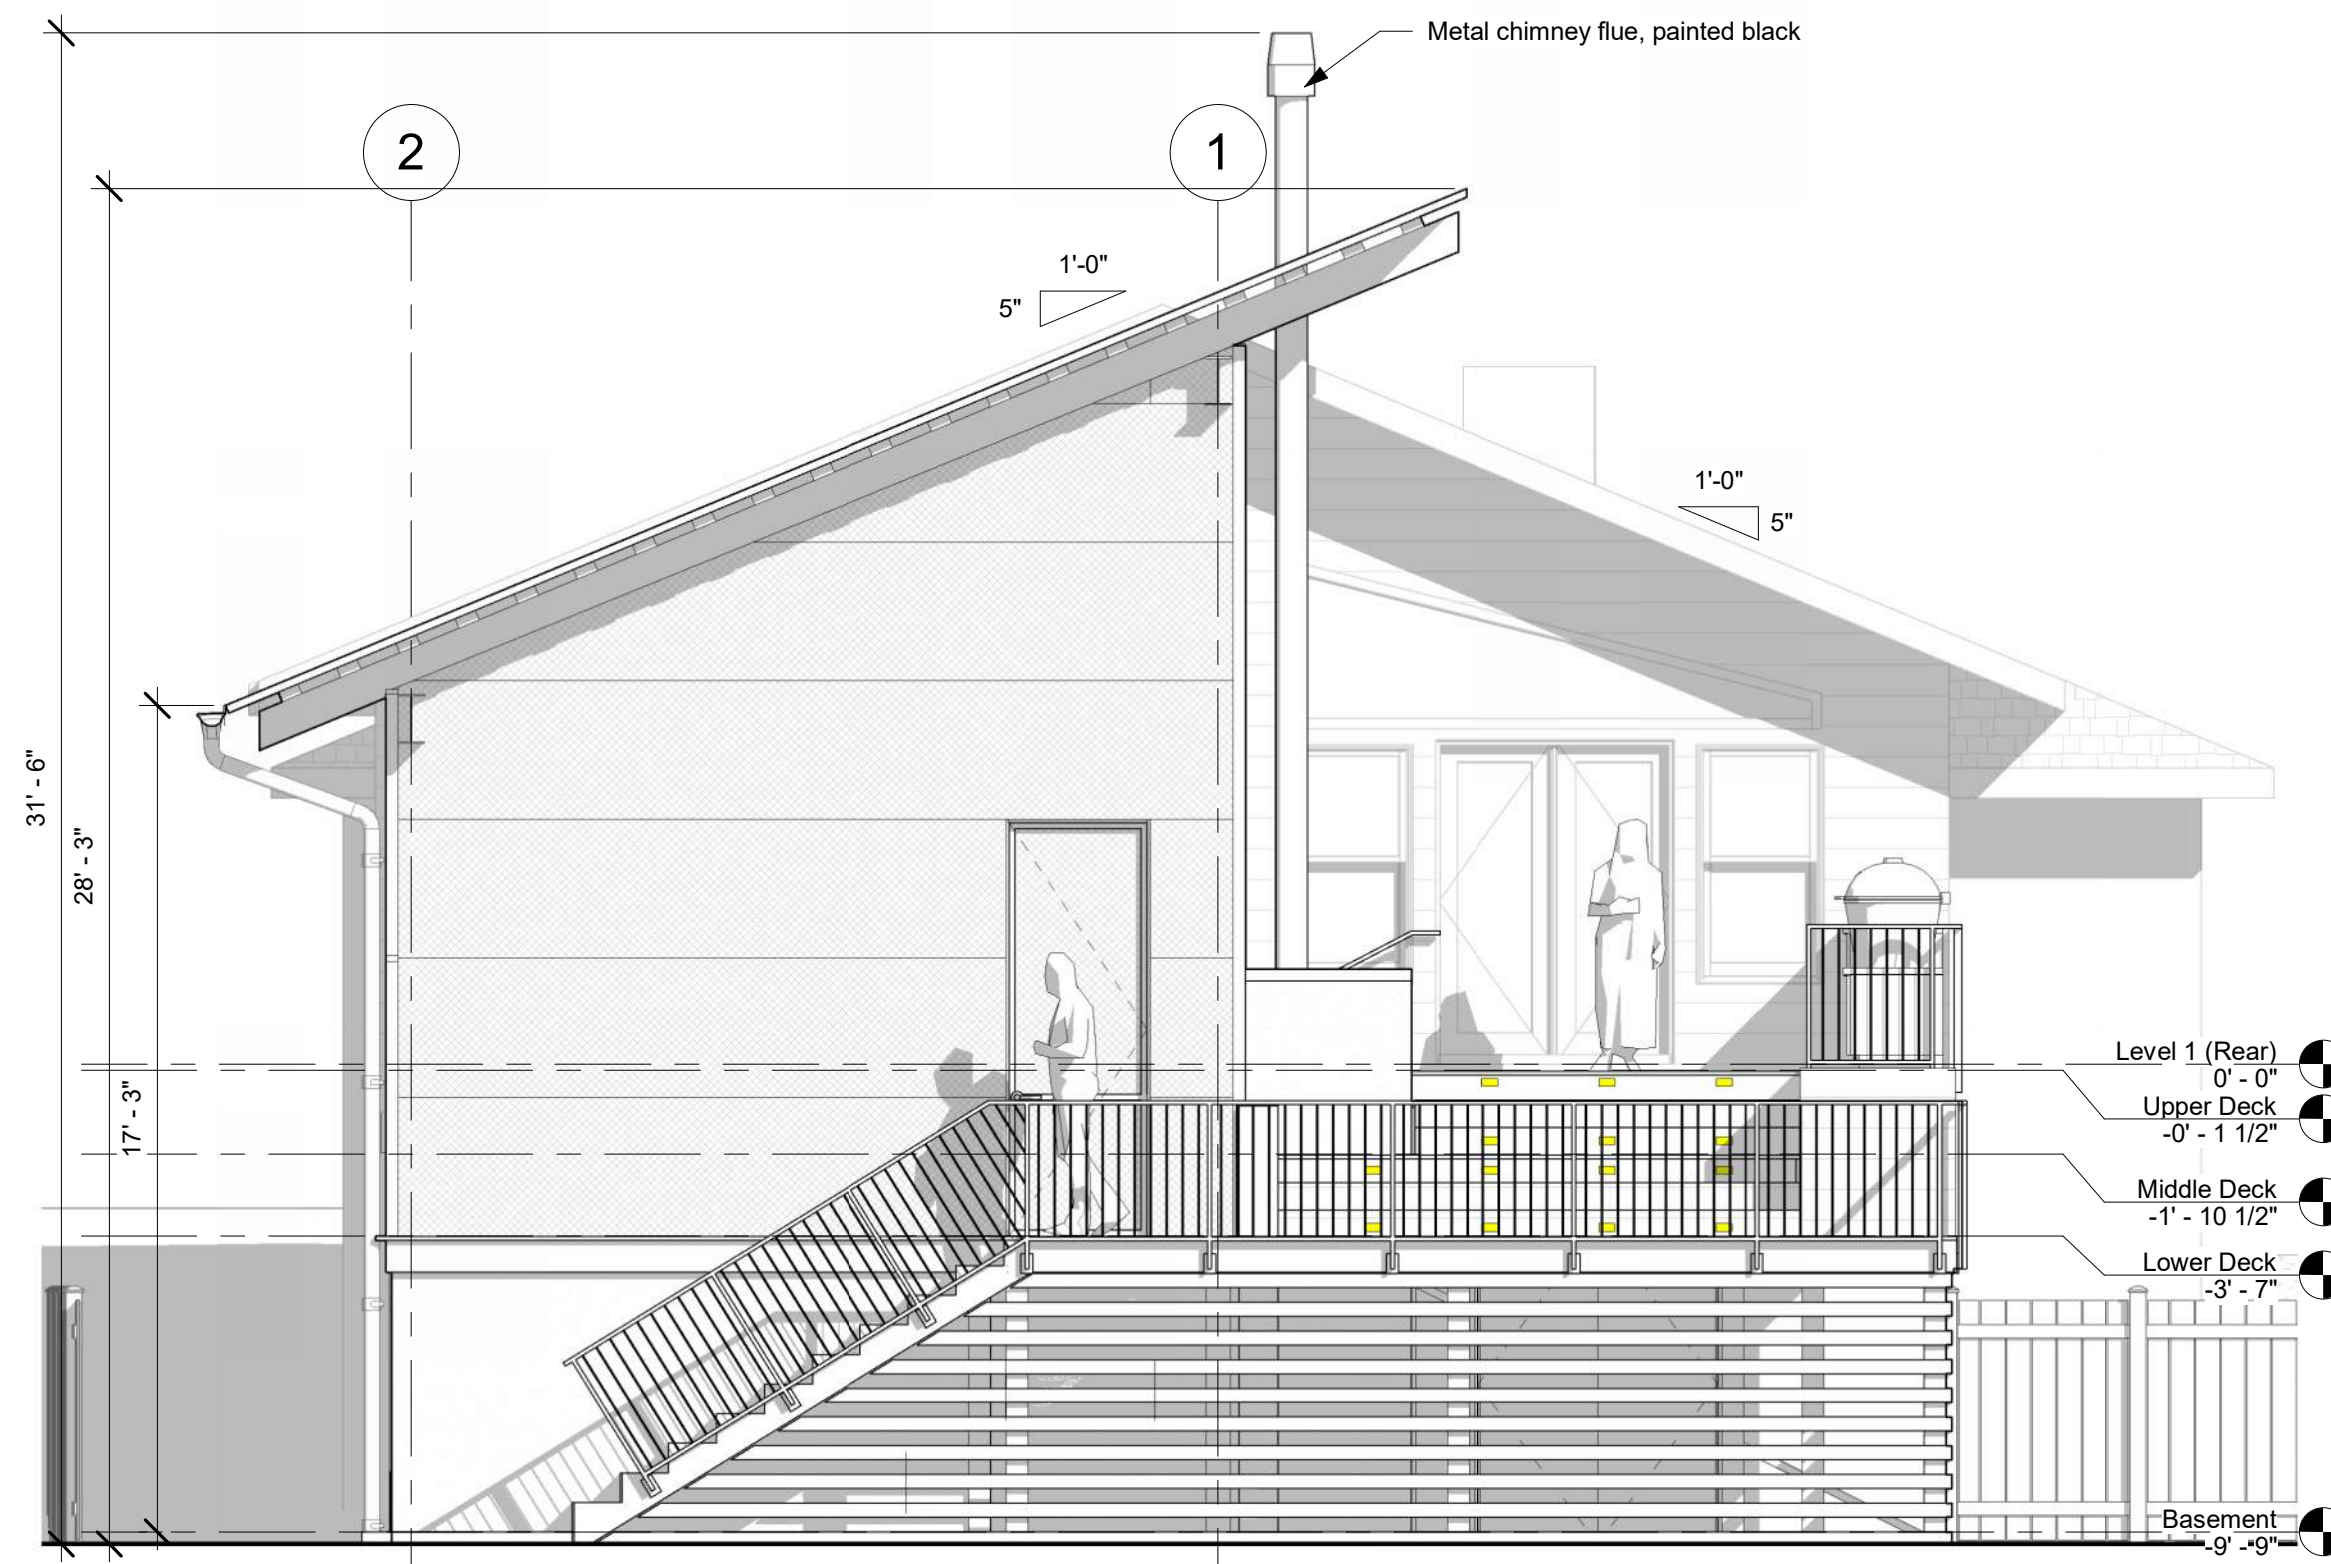 Metal chimney flue, painted black
2
1
1'-0"
5"
1'-0"
5"
31' - 6"
28' - 3"
17' - 3"
Level 1 (Rear)
0' - 0"
Upper Deck
-0' - 1 1/2"
Middle Deck
-1' - 10 1/2"
Lower Deck
-3' - 7"
Basement
-9' - 9"